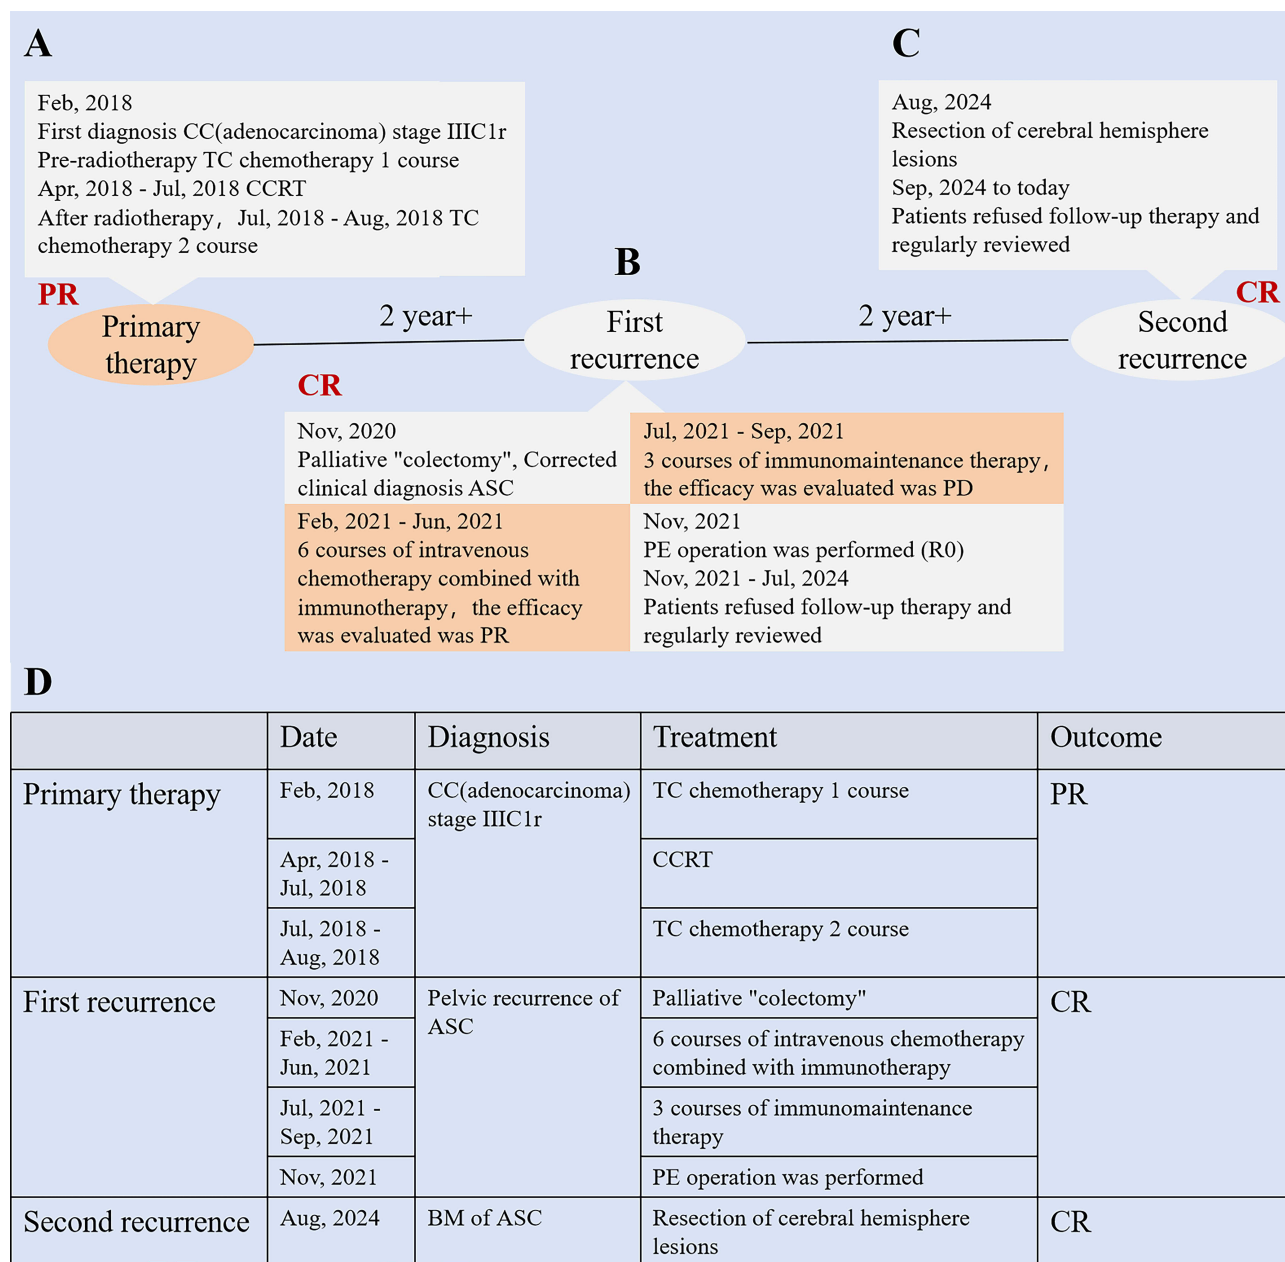 A
Feb, 2018
First diagnosis CC(adenocarcinoma) stage IIIC1r
Pre-radiotherapy TC chemotherapy 1 course
Apr, 2018 - Jul, 2018 CCRT
After radiotherapy，Jul, 2018 - Aug, 2018 TC
chemotherapy 2 course
PR
Primary
therapy
2 year+
B
First
recurrence
CR
Nov, 2020
Palliative "colectomy", Corrected
clinical diagnosis ASC
Feb, 2021 - Jun, 2021
6 courses of intravenous
chemotherapy combined with
immunotherapy，the efficacy
was evaluated was PR
Jul, 2021 - Sep, 2021
3 courses of immunomaintenance therapy，
the efficacy was evaluated was PD
Nov, 2021
PE operation was performed (R0)
Nov, 2021 - Jul, 2024
Patients refused follow-up therapy and
regularly reviewed
2 year+
C
Aug, 2024
Resection of cerebral hemisphere
lesions
Sep, 2024 to today
Patients refused follow-up therapy and
regularly reviewed
CR
Second
recurrence
D
Date Diagnosis Treatment Outcome
Primary therapy
Feb, 2018
CC(adenocarcinoma)
stage IIIC1r
TC chemotherapy 1 course
PR
Apr, 2018 -
Jul, 2018
CCRT
Jul, 2018 -
Aug, 2018
TC chemotherapy 2 course
First recurrence
Nov, 2020
Pelvic recurrence of
ASC
Palliative "colectomy"
CR
Feb, 2021 -
Jun, 2021
6 courses of intravenous chemotherapy
combined with immunotherapy
Jul, 2021 -
Sep, 2021
3 courses of immunomaintenance
therapy
Nov, 2021
PE operation was performed
Second recurrence
Aug, 2024
BM of ASC
Resection of cerebral hemisphere
lesions
CR